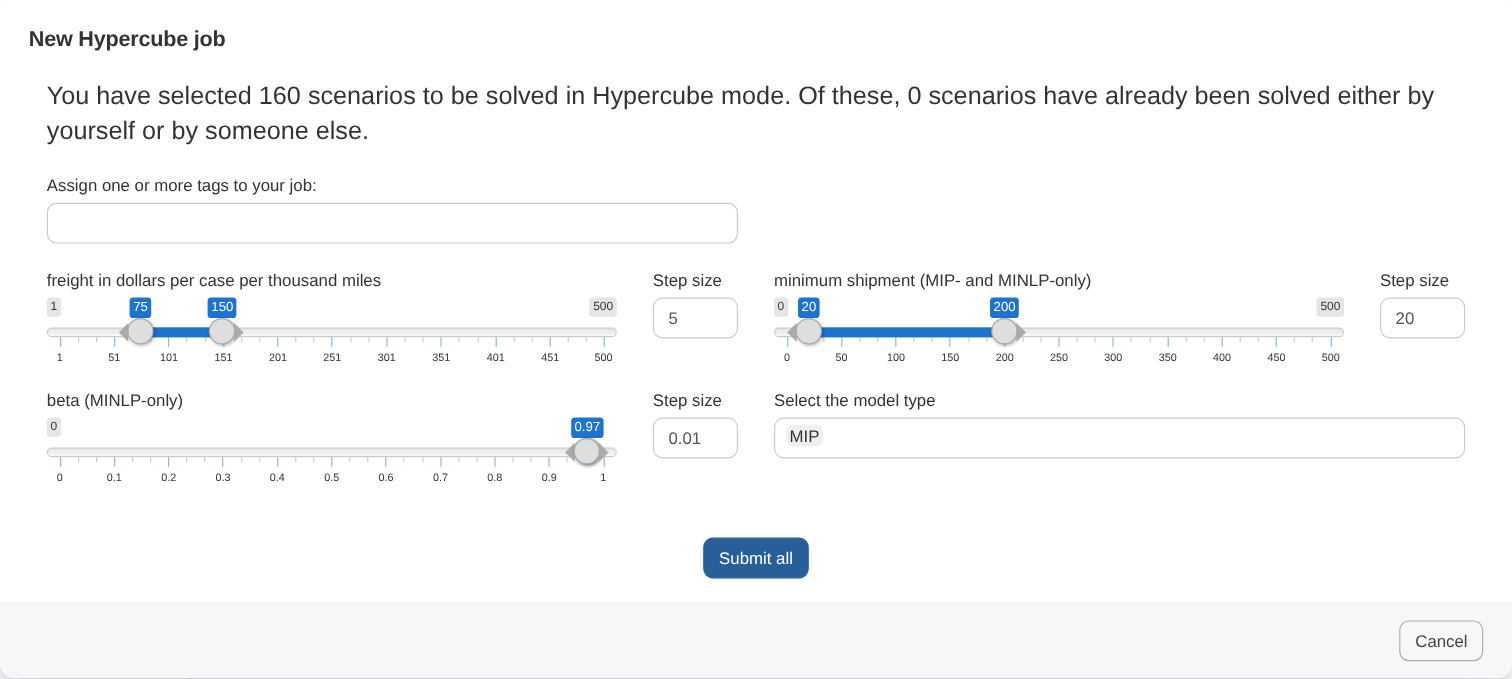 New Hypercube job
You have selected 160 scenarios to be solved in Hypercube mode. Of these, 0 scenarios have already been solved either by
yourself or by someone else.
Assign one or more tags to your job:
freight in dollars per case per thousand miles
1 75 150 500
1 51 101 151 201 251 301 351 401 451 500
Step size
5
minimum shipment (MIP- and MINLP-only)
0 20 200 500
0 50 100 150 200 250 300 350 400 450 500
Step size
20
beta (MINLP-only)
0 0.97
0 0.1 0.2 0.3 0.4 0.5 0.6 0.7 0.8 0.9 1
Step size
0.01
Select the model type
MIP
Submit all
Cancel